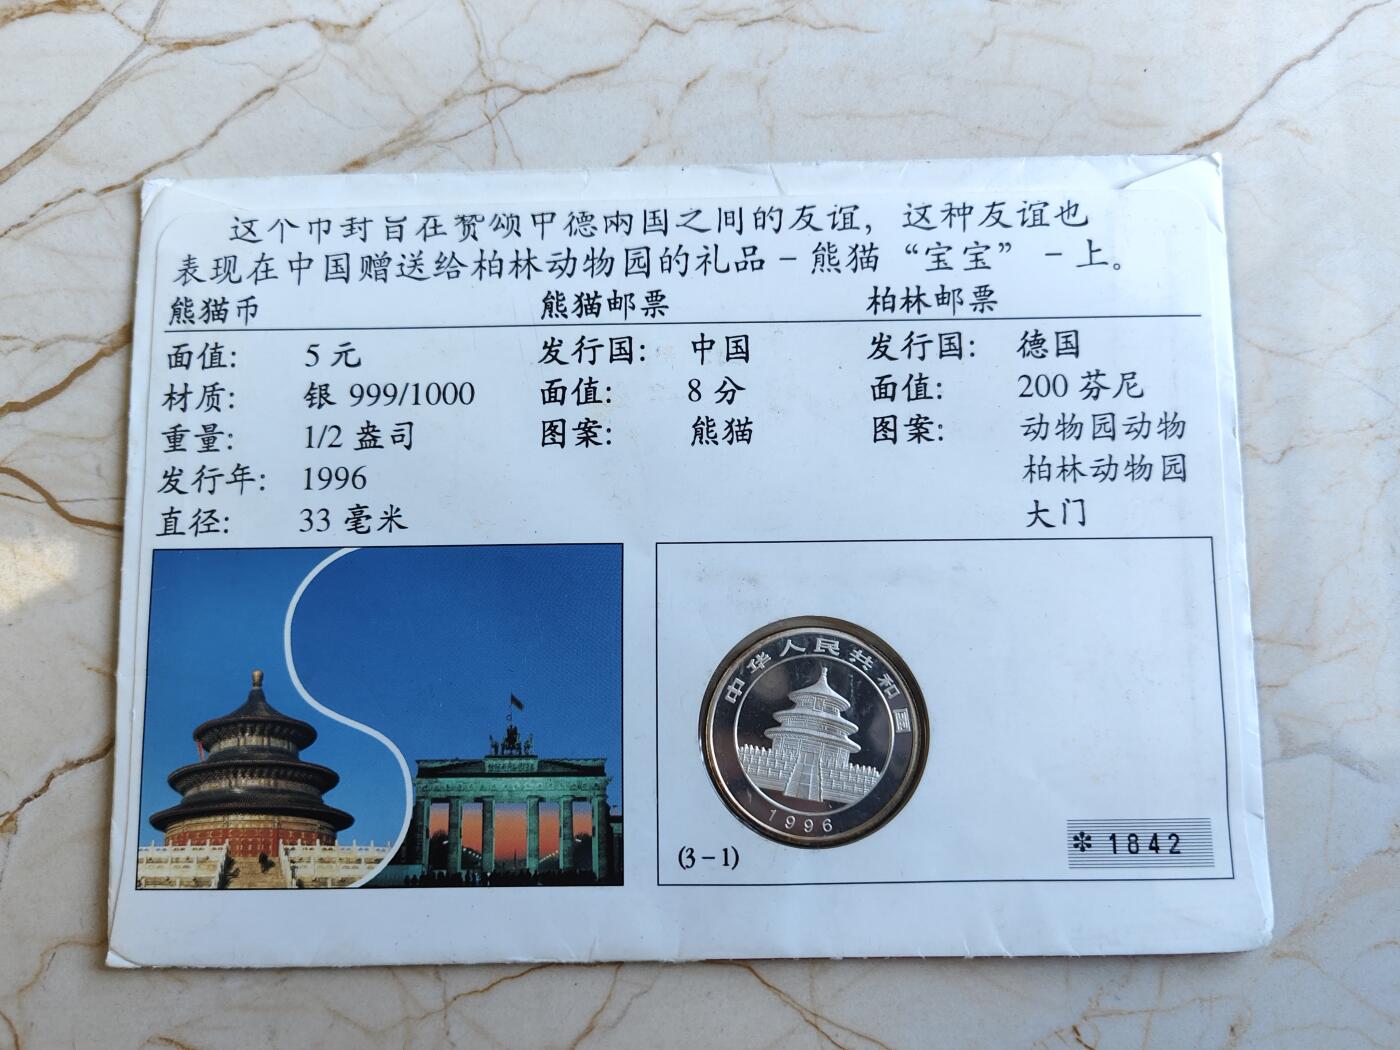 这个币封旨在赞颂中德两国之间的友谊，这种友谊也
表现在中国赠送给柏林动物园的礼品－熊猫“宝宝”－上。
熊猫币 熊猫邮票 柏林邮票
面值: 5 元 发行国: 中国 发行国: 德国
材质: 银 999/1000 面值: 8 分 面值: 200 芬尼
重量: 1/2 盎司 图案: 熊猫 图案: 动物园动物
发行年: 1996 柏林动物园
直径: 33 毫米 大门
中华人民共和国
1996
(3－1)
✻ 1842